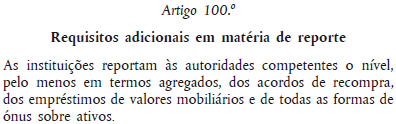 Artigo 100.º
Requisitos adicionais em matéria de reporte
As instituições reportam às autoridades competentes o nível,
pelo menos em termos agregados, dos acordos de recompra,
dos empréstimos de valores mobiliários e de todas as formas de
ónus sobre ativos.